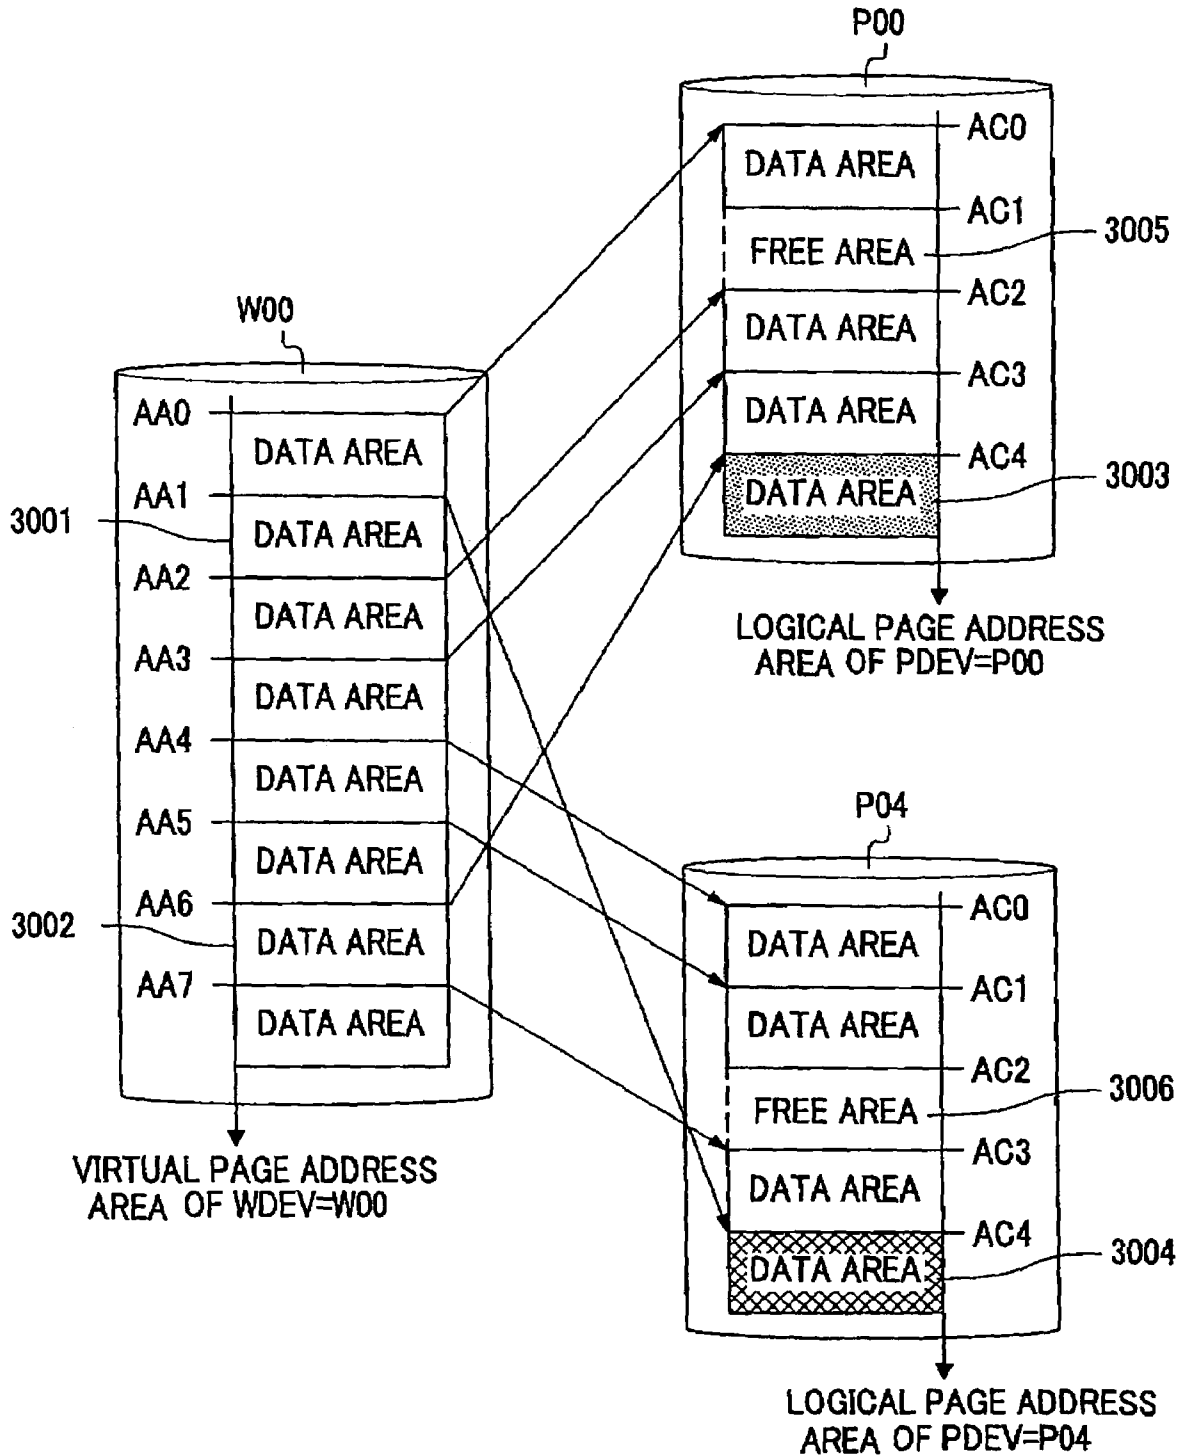 P00
AC0
DATA AREA
AC1
FREE AREA
3005
AC2
DATA AREA
AC3
DATA AREA
AC4
DATA AREA
3003
LOGICAL PAGE ADDRESS
AREA OF PDEV=P00
W00
AA0
DATA AREA
AA1
3001
DATA AREA
AA2
DATA AREA
AA3
DATA AREA
AA4
DATA AREA
AA5
DATA AREA
AA6
3002
DATA AREA
AA7
DATA AREA
VIRTUAL PAGE ADDRESS
AREA OF WDEV=W00
P04
AC0
DATA AREA
AC1
DATA AREA
AC2
FREE AREA
3006
AC3
DATA AREA
AC4
DATA AREA
3004
LOGICAL PAGE ADDRESS
AREA OF PDEV=P04